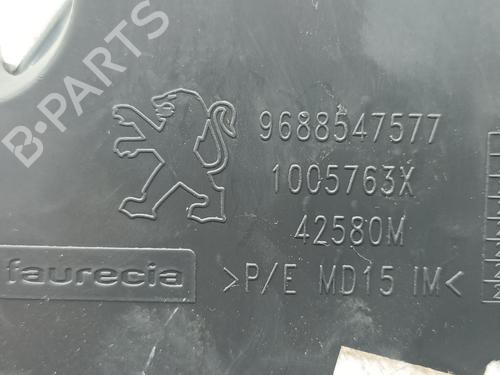 9688547577
1005763X
42580M
faurecia
>P/E MD15 IM<
B-PARTS